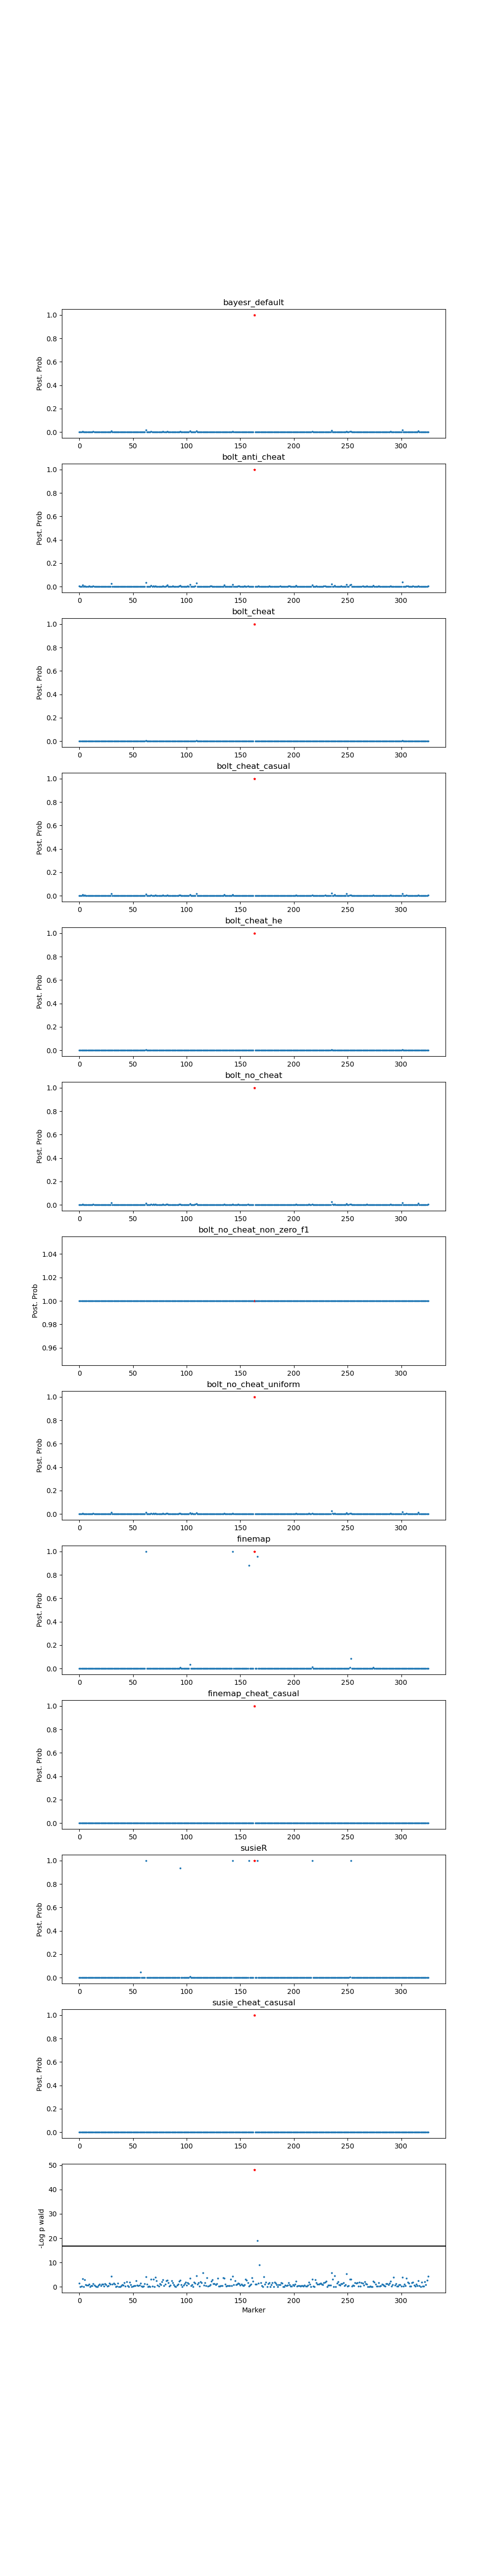 bayesr_default
1.0
0.8
0.6
0.4
0.2
0.0
Post. Prob
0 50 100 150 200 250 300
bolt_anti_cheat
1.0
0.8
0.6
0.4
0.2
0.0
Post. Prob
0 50 100 150 200 250 300
bolt_cheat
1.0
0.8
0.6
0.4
0.2
0.0
Post. Prob
0 50 100 150 200 250 300
bolt_cheat_casual
1.0
0.8
0.6
0.4
0.2
0.0
Post. Prob
0 50 100 150 200 250 300
bolt_cheat_he
1.0
0.8
0.6
0.4
0.2
0.0
Post. Prob
0 50 100 150 200 250 300
bolt_no_cheat
1.0
0.8
0.6
0.4
0.2
0.0
Post. Prob
0 50 100 150 200 250 300
bolt_no_cheat_non_zero_f1
1.04
1.02
1.00
0.98
0.96
Post. Prob
0 50 100 150 200 250 300
bolt_no_cheat_uniform
1.0
0.8
0.6
0.4
0.2
0.0
Post. Prob
0 50 100 150 200 250 300
finemap
1.0
0.8
0.6
0.4
0.2
0.0
Post. Prob
0 50 100 150 200 250 300
finemap_cheat_casual
1.0
0.8
0.6
0.4
0.2
0.0
Post. Prob
0 50 100 150 200 250 300
susieR
1.0
0.8
0.6
0.4
0.2
0.0
Post. Prob
0 50 100 150 200 250 300
susie_cheat_casusal
1.0
0.8
0.6
0.4
0.2
0.0
Post. Prob
0 50 100 150 200 250 300
50
40
30
20
10
0
-Log p wald
0 50 100 150 200 250 300
Marker